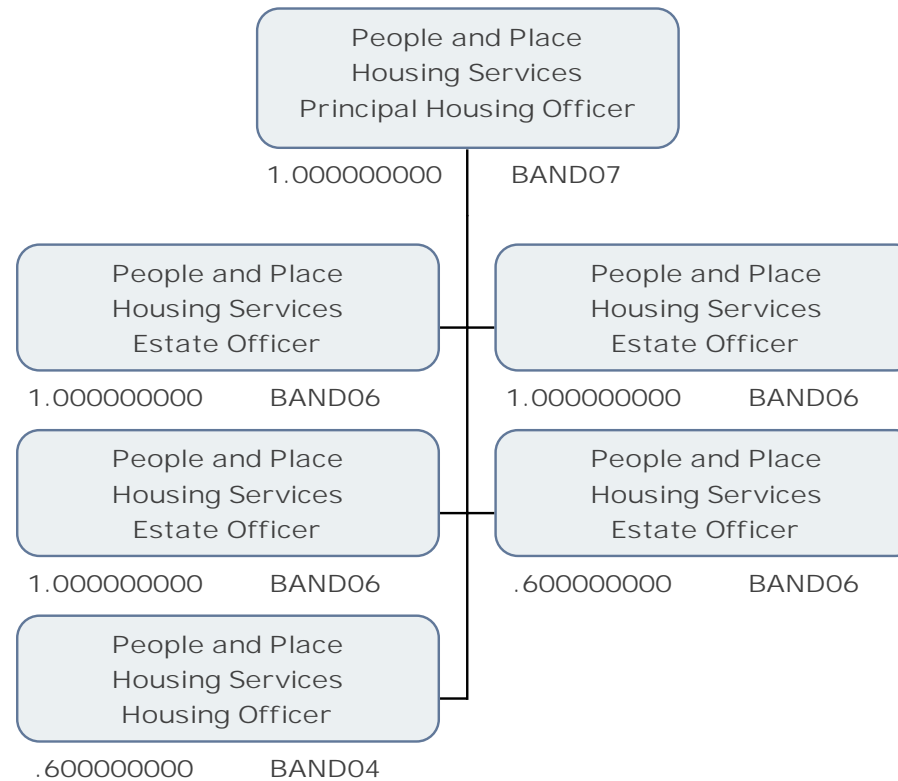 People and Place
Housing Services
Principal Housing Officer
1.000000000 BAND07
People and Place
Housing Services
Estate Officer
1.000000000 BAND06
People and Place
Housing Services
Estate Officer
1.000000000 BAND06
People and Place
Housing Services
Estate Officer
1.000000000 BAND06
People and Place
Housing Services
Estate Officer
.600000000 BAND06
People and Place
Housing Services
Housing Officer
.600000000 BAND04